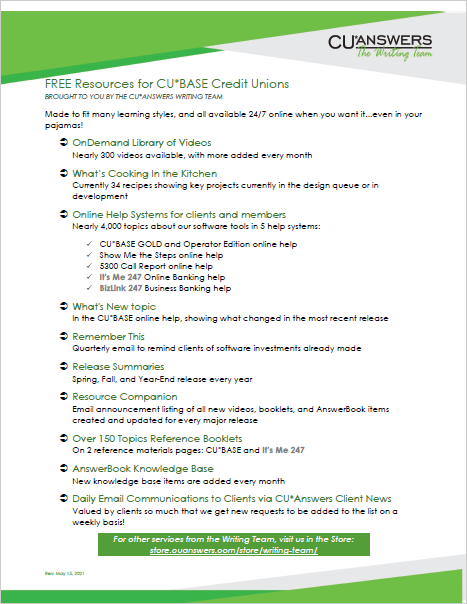 CU*ANSWERS
The Writing Team
FREE Resources for CU*BASE Credit Unions
BROUGHT TO YOU BY THE CU*ANSWERS WRITING TEAM
Made to fit many learning styles, and all available 24/7 online when you want it...even in your
pajamas!
OnDemand Library of Videos
Nearly 300 videos available, with more added every month
What's Cooking In the Kitchen
Currently 34 recipes showing key projects currently in the design queue or in
development
Online Help Systems for clients and members
Nearly 4,000 topics about our software tools in 5 help systems:
✓ CU*BASE GOLD and Operator Edition online help
✓ Show Me the Steps online help
✓ 5300 Call Report online help
✓ It's Me 247 Online Banking help
✓ BizLink 247 Business Banking help
What's New topic
In the CU*BASE online help, showing what changed in the most recent release
Remember This
Quarterly email to remind clients of software investments already made
Release Summaries
Spring, Fall, and Year-End release every year
Resource Companion
Email announcement listing of all new videos, booklets, and AnswerBook items
created and updated for every major release
Over 150 Topics Reference Booklets
On 2 reference materials pages: CU*BASE and It's Me 247
AnswerBook Knowledge Base
New knowledge base items are added every month
Daily Email Communications to Clients via CU*Answers Client News
Valued by clients so much that we get new requests to be added to the list on a
weekly basis!
For other services from the Writing Team, visit us in the Store:
store.cuanswers.com/store/writing-team/
Rev: May 15, 2021